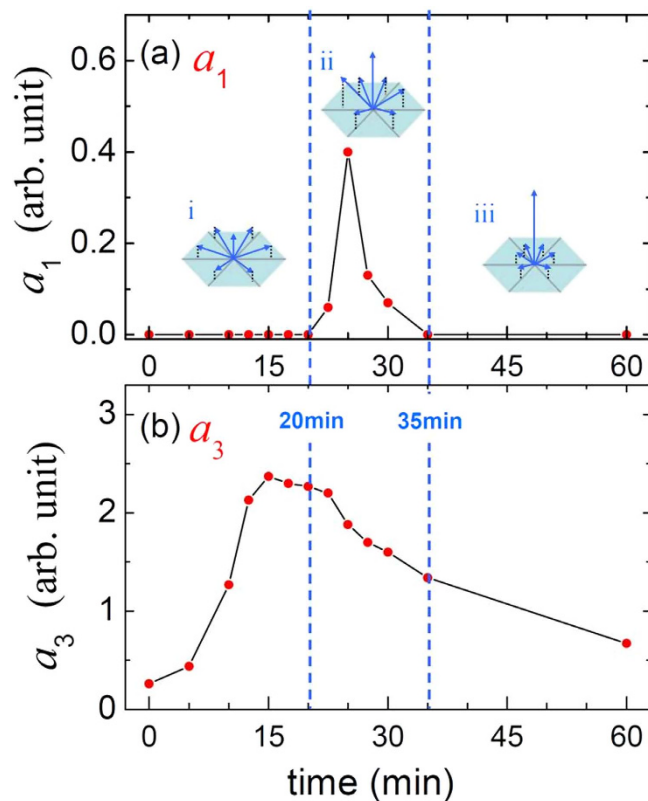 (a) a1
ii
i
iii
0.6
0.4
0.2
0.0
a1 (arb. unit)
0 15 30 45 60
(b) a3
20min 35min
3
2
1
0
a3 (arb. unit)
0 15 30 45 60
time (min)